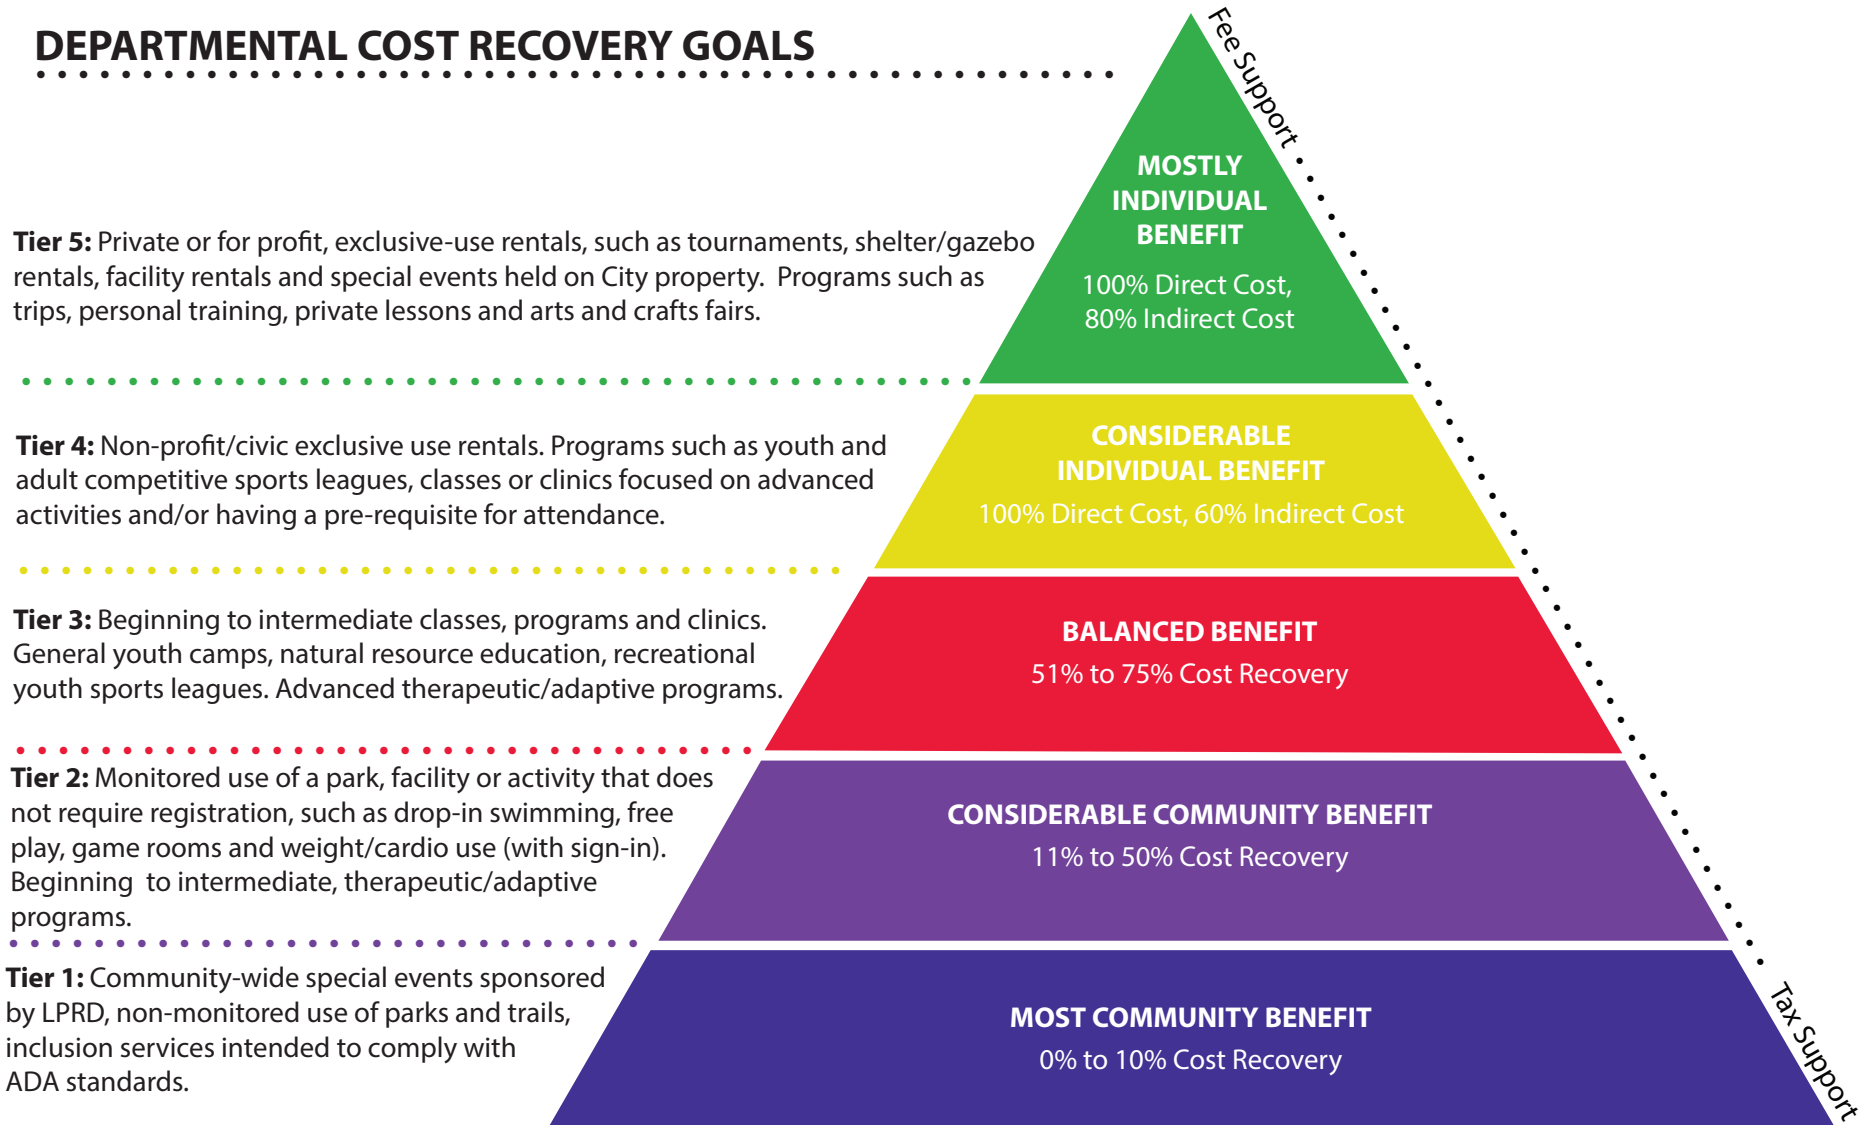 DEPARTMENTAL COST RECOVERY GOALS
Fee Support
MOSTLY
INDIVIDUAL
BENEFIT
100% Direct Cost,
80% Indirect Cost
Tier 5: Private or for profit, exclusive-use rentals, such as tournaments, shelter/gazebo
rentals, facility rentals and special events held on City property.  Programs such as
trips, personal training, private lessons and arts and crafts fairs.
CONSIDERABLE
INDIVIDUAL BENEFIT
100% Direct Cost, 60% Indirect Cost
Tier 4: Non-profit/civic exclusive use rentals. Programs such as youth and
adult competitive sports leagues, classes or clinics focused on advanced
activities and/or having a pre-requisite for attendance.
BALANCED BENEFIT
51% to 75% Cost Recovery
Tier 3: Beginning to intermediate classes, programs and clinics.
General youth camps, natural resource education, recreational
youth sports leagues. Advanced therapeutic/adaptive programs.
CONSIDERABLE COMMUNITY BENEFIT
11% to 50% Cost Recovery
Tier 2: Monitored use of a park, facility or activity that does
not require registration, such as drop-in swimming, free
play, game rooms and weight/cardio use (with sign-in).
Beginning  to intermediate, therapeutic/adaptive
programs.
MOST COMMUNITY BENEFIT
0% to 10% Cost Recovery
Tier 1: Community-wide special events sponsored
by LPRD, non-monitored use of parks and trails,
inclusion services intended to comply with
ADA standards.
Tax Support